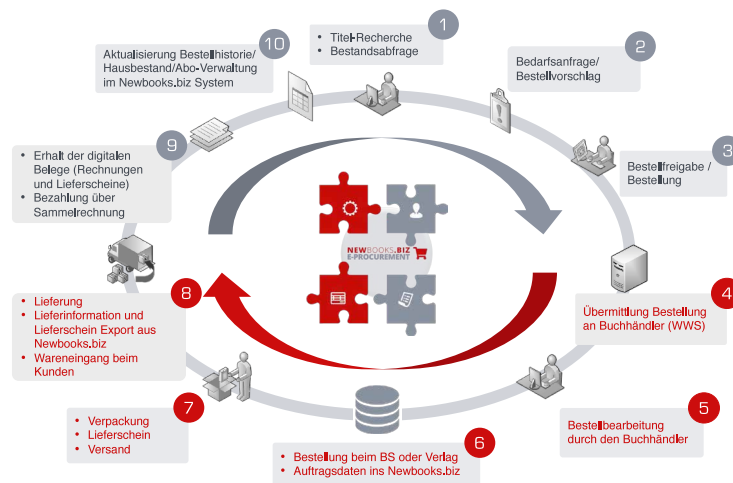 1
• Titel-Recherche
• Bestandsabfrage
2
Bedarfsanfrage/
Bestellvorschlag
3
Bestellfreigabe /
Bestellung
4
Übermittlung Bestellung
an Buchhändler (WWS)
5
Bestellbearbeitung
durch den Buchhändler
6
• Bestellung beim BS oder Verlag
• Auftragsdaten ins Newbooks.biz
7
• Verpackung
• Lieferschein
• Versand
8
• Lieferung
• Lieferinformation und
Lieferschein Export aus
Newbooks.biz
• Wareneingang beim
Kunden
9
• Erhalt der digitalen
Belege (Rechnungen
und Lieferscheine)
• Bezahlung über
Sammelrechnung
10
Aktualisierung Bestellhistorie/
Hausbestand/Abo-Verwaltung
im Newbooks.biz System
NEWBOOKS.BIZ
E-PROCUREMENT